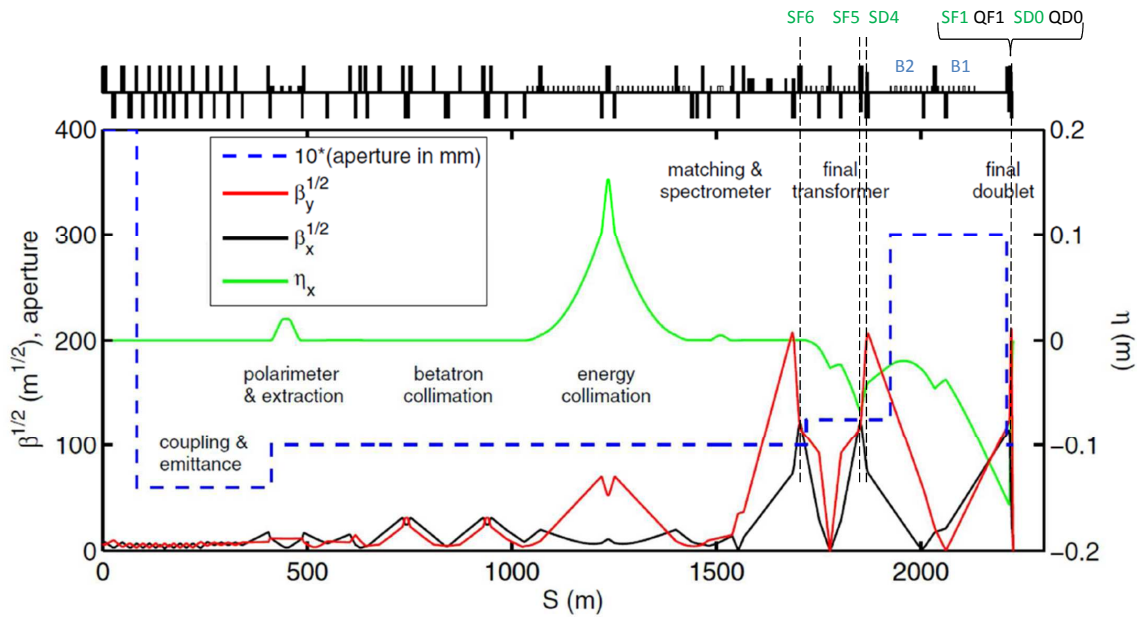 SF6 SF5 SD4 SF1 QF1 SD0 QD0
B2 B1
400 0.2
10*(aperture in mm)
β_y^1/2
β_x^1/2
η_x
matching &
spectrometer
final
transformer
final
doublet
300 0.1
200 0
polarimeter
& extraction
betatron
collimation
energy
collimation
coupling &
emittance
100 −0.1
0 −0.2
β^1/2 (m^1/2), aperture
η (m)
0 500 1000 1500 2000
S (m)